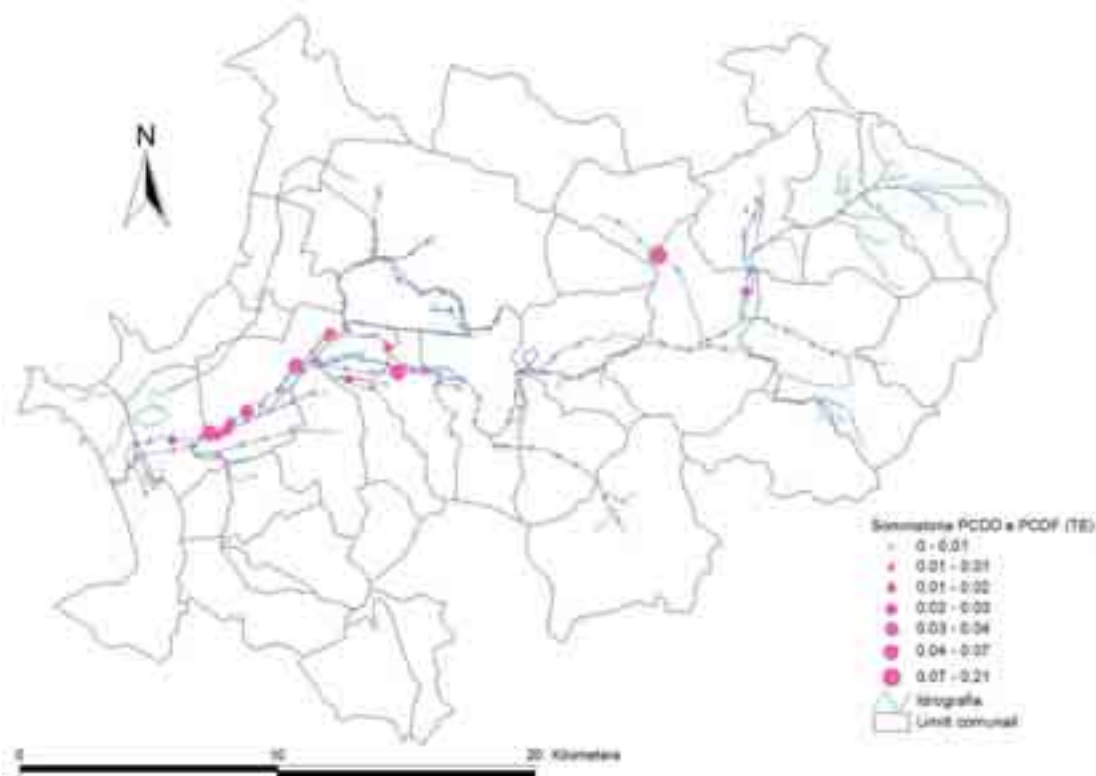 N
Sommatoria PCDD e PCDF (TE)
0 - 0.01
0.01 - 0.01
0.01 - 0.02
0.02 - 0.03
0.03 - 0.04
0.04 - 0.07
0.07 - 0.21
Idrografia
Limiti comunali
0 10 20 Kilometers